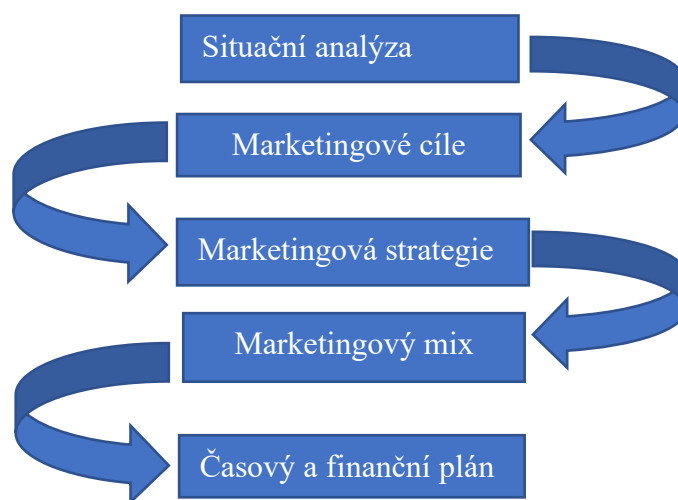 Situační analýza
Marketingové cíle
Marketingová strategie
Marketingový mix
Časový a finanční plán